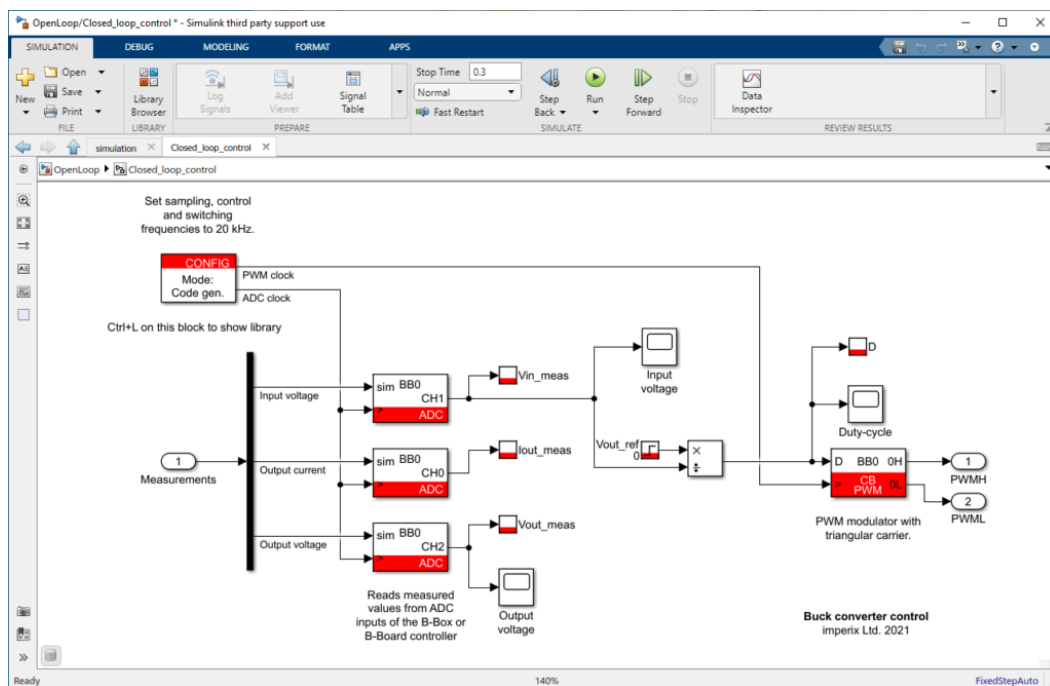 OpenLoop/Closed_loop_control * - Simulink third party support use
SIMULATION DEBUG MODELING FORMAT APPS
New
Open
Save
Print
FILE
Library
Browser
LIBRARY
Log
Signals
Add
Viewer
Signal
Table
PREPARE
Stop Time 0.3
Normal
Fast Restart
Step
Back
Run
Step
Forward
Stop
SIMULATE
Data
Inspector
REVIEW RESULTS
simulation Closed_loop_control
OpenLoop Closed_loop_control
Set sampling, control
and switching
frequencies to 20 kHz.
CONFIG
Mode:
Code gen.
PWM clock
ADC clock
Ctrl+L on this block to show library
1
Measurements
Input voltage
Output current
Output voltage
sim BB0
CH1
> ADC
sim BB0
CH0
> ADC
sim BB0
CH2
> ADC
Reads measured
values from ADC
inputs of the B-Box or
B-Board controller
Vin_meas
Iout_meas
Vout_meas
Output
voltage
Input
voltage
Vout_ref
0
×
÷
D
Duty-cycle
D BB0 0H
> CB 0L
PWM
PWM modulator with
triangular carrier.
1
PWMH
2
PWML
Buck converter control
imperix Ltd. 2021
Ready 140% FixedStepAuto